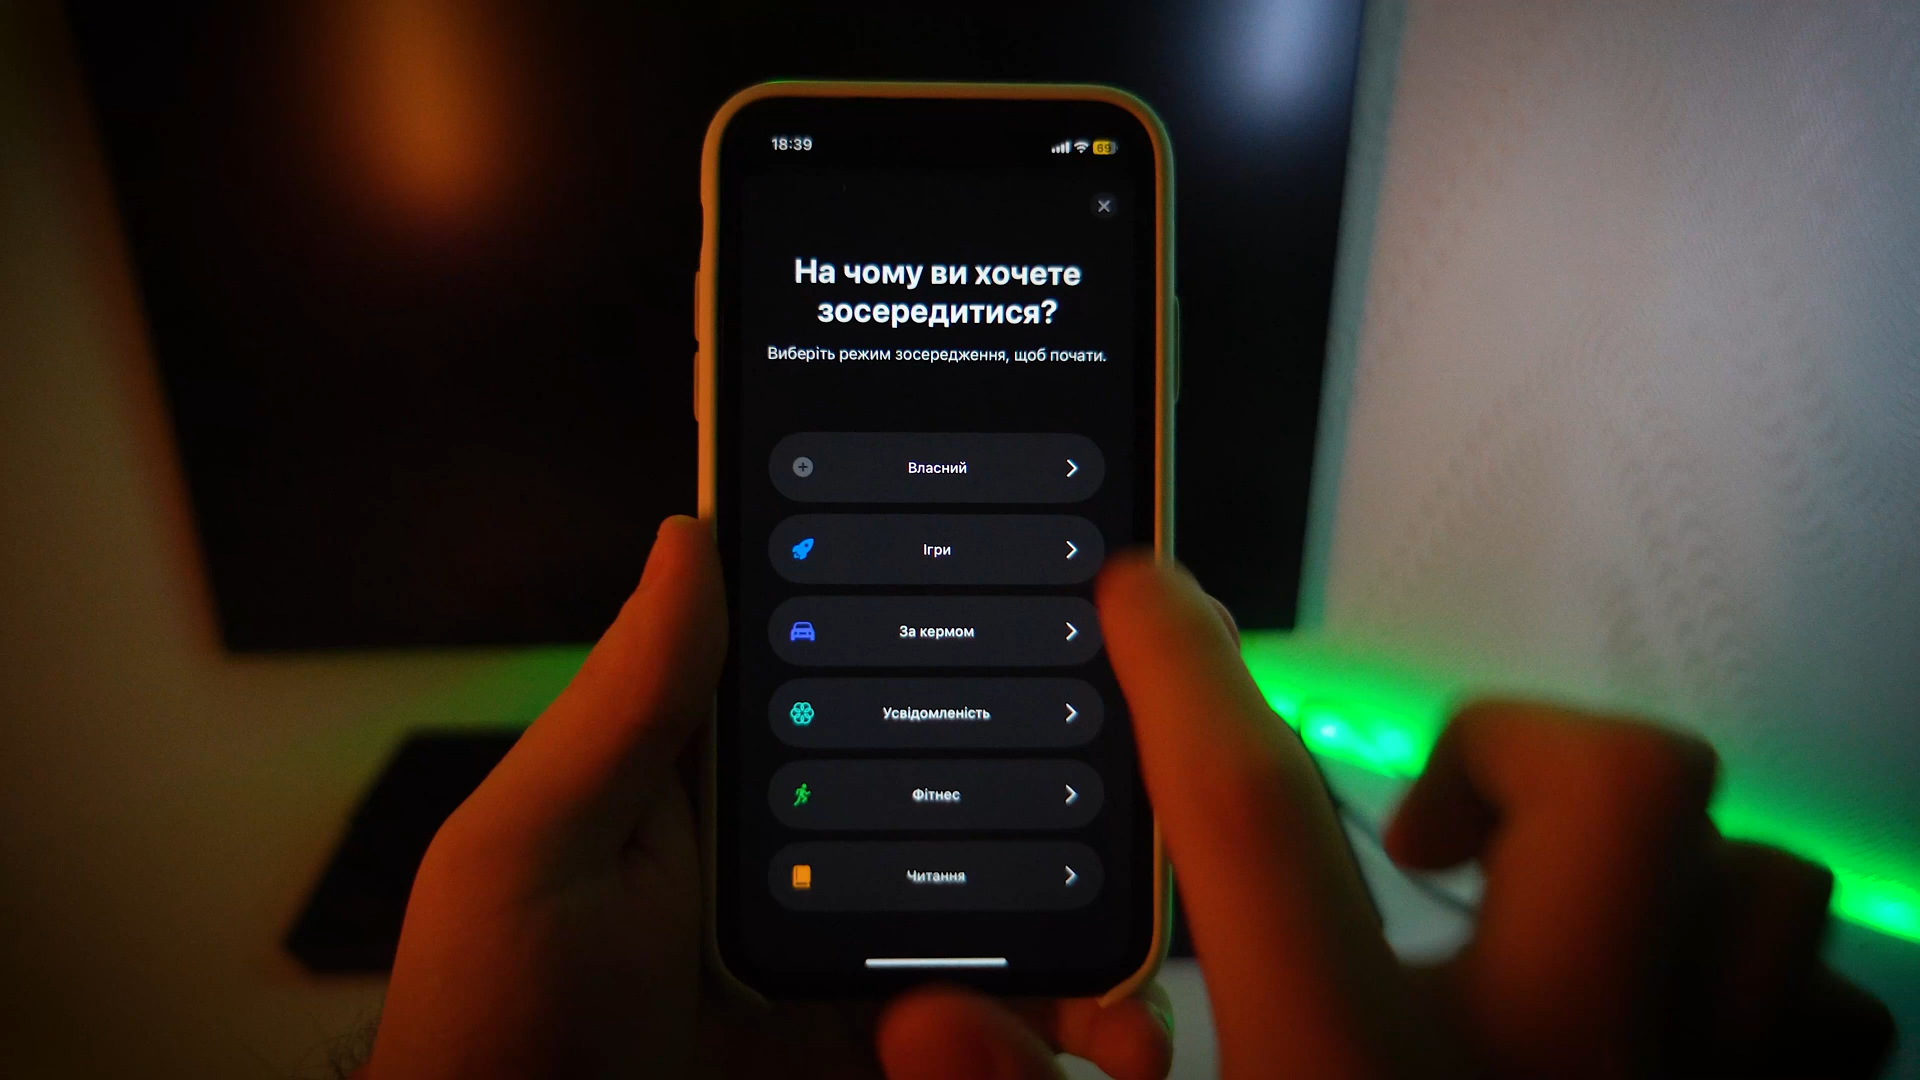 18:39
69
На чому ви хочете
зосередитися?
Виберіть режим зосередження, щоб почати.
Власний
Ігри
За кермом
Усвідомленість
Фітнес
Читання